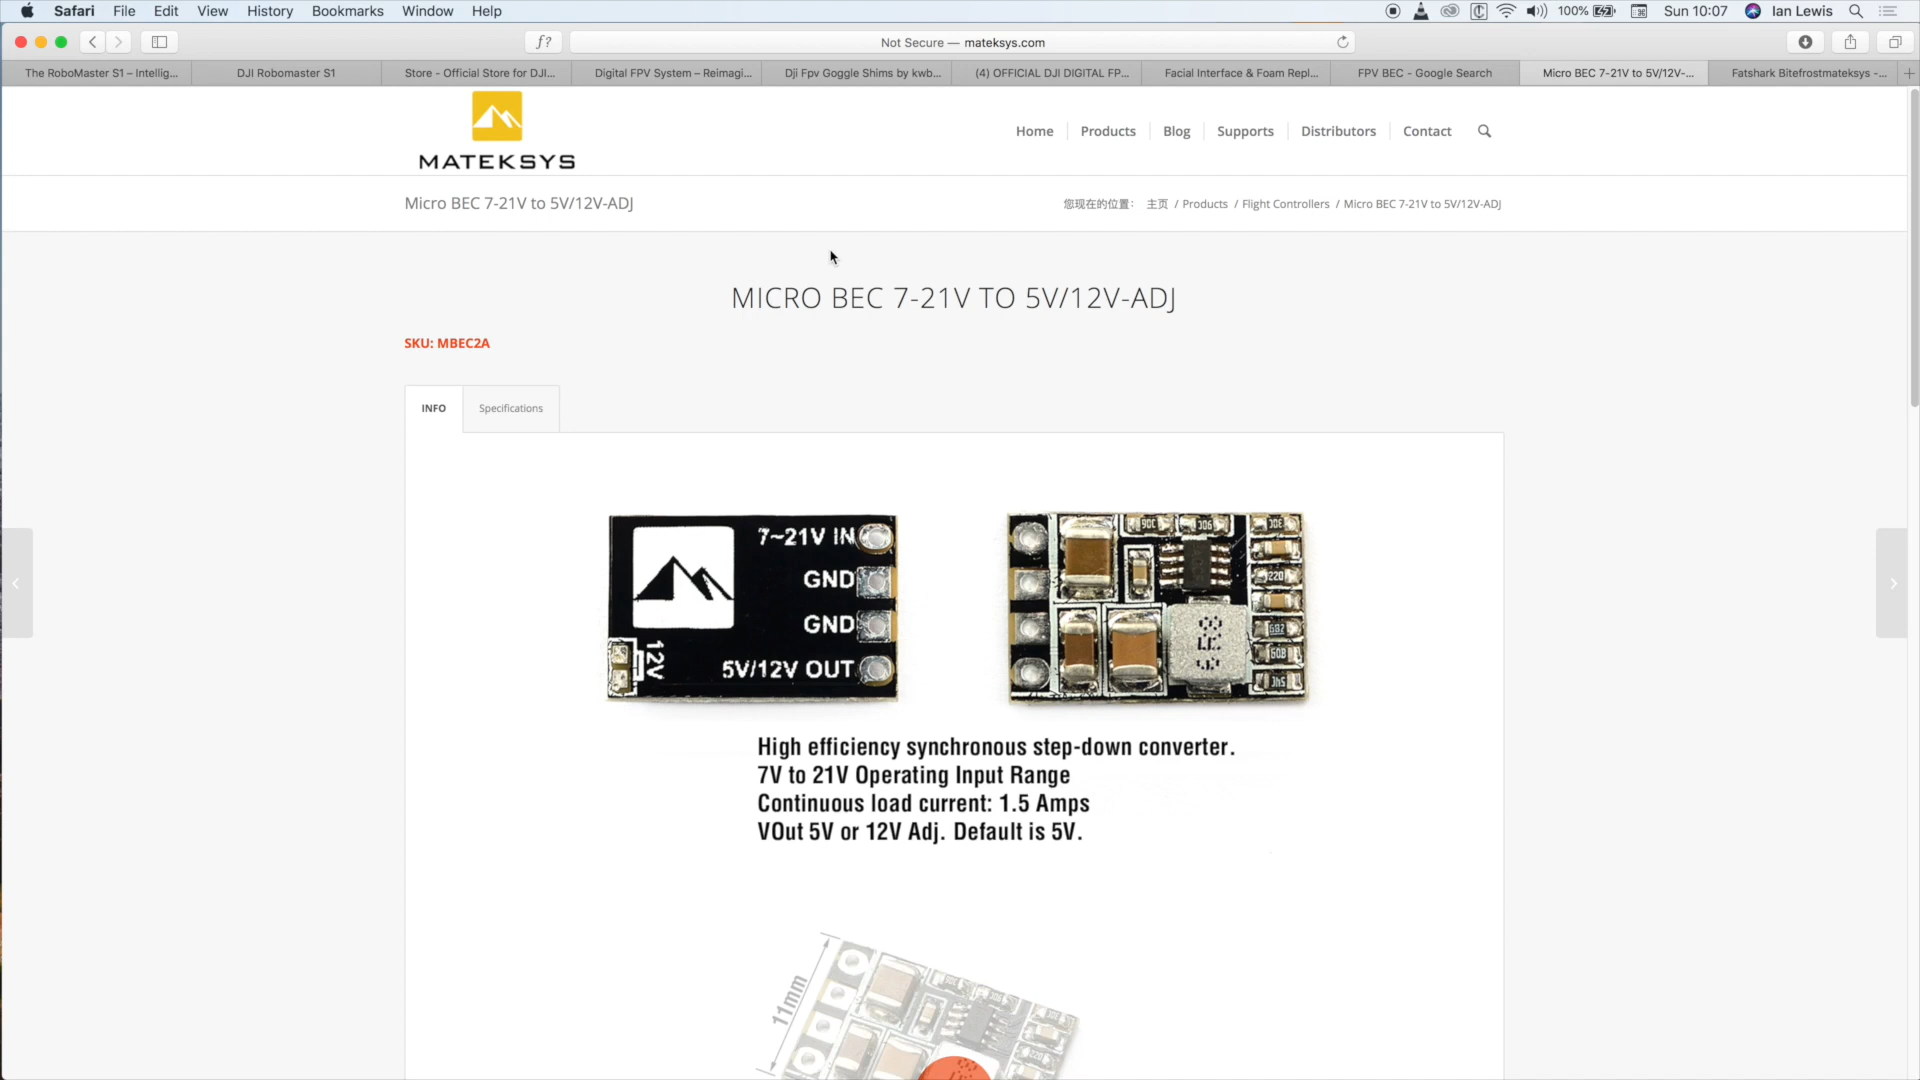 Safari File Edit View History Bookmarks Window Help 100% Sun 10:07 Ian Lewis
Not Secure — mateksys.com
The RoboMaster S1 – Intellig... DJI Robomaster S1 Store - Official Store for DJI... Digital FPV System – Reimagi... Dji Fpv Goggle Shims by kwb... (4) OFFICIAL DJI DIGITAL FP... Facial Interface & Foam Repl... FPV BEC - Google Search Micro BEC 7-21V to 5V/12V-... Fatshark Bitefrostmateksys -...
MATEKSYS
Home Products Blog Supports Distributors Contact
Micro BEC 7-21V to 5V/12V-ADJ
您现在的位置： 主页 / Products / Flight Controllers / Micro BEC 7-21V to 5V/12V-ADJ
MICRO BEC 7-21V TO 5V/12V-ADJ
SKU: MBEC2A
INFO Specifications
7~21V IN
GND
GND
5V/12V OUT
12V
220
High efficiency synchronous step-down converter.
7V to 21V Operating Input Range
Continuous load current: 1.5 Amps
VOut 5V or 12V Adj. Default is 5V.
11mm